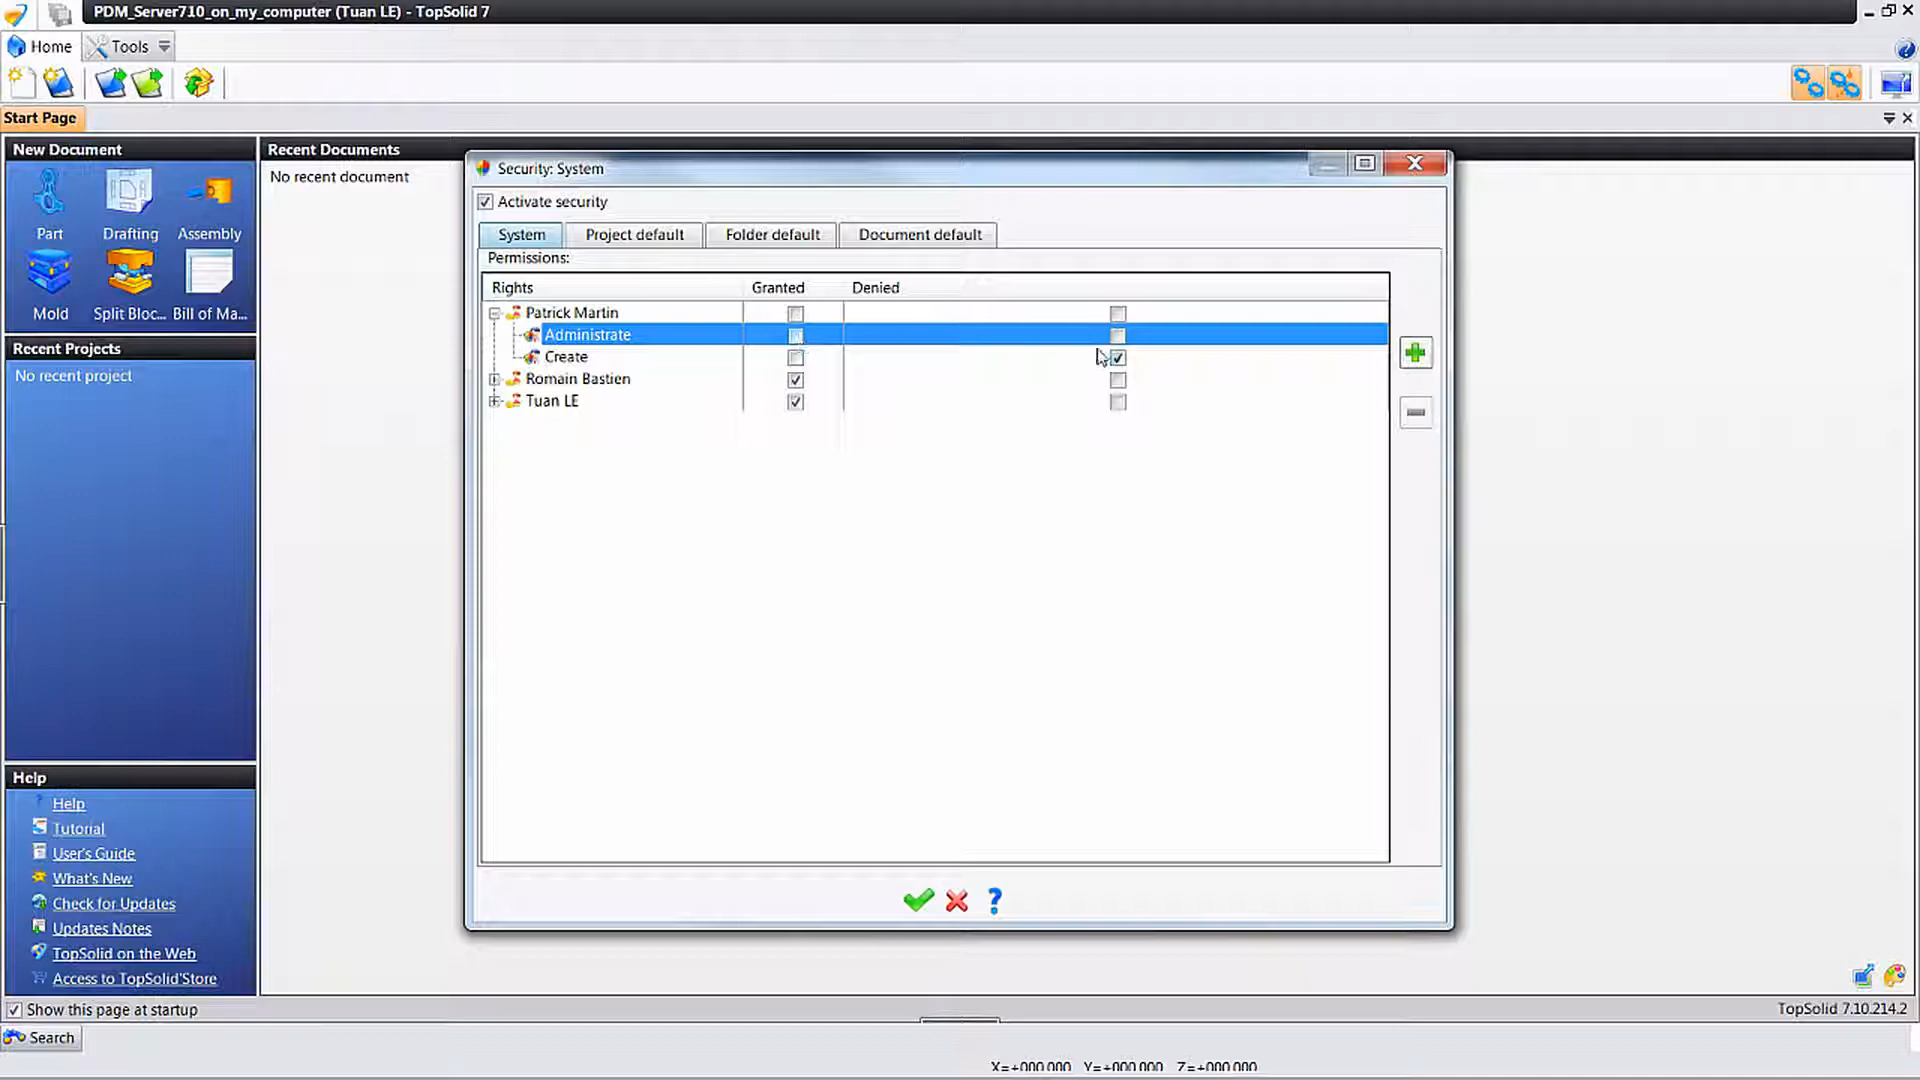 PDM_Server710_on_my_computer (Tuan LE) - TopSolid 7
Home
Tools
Start Page
New Document
Part
Drafting
Assembly
Mold
Split Bloc...
Bill of Ma...
Recent Projects
No recent project
Help
Help
Tutorial
User's Guide
What's New
Check for Updates
Updates Notes
TopSolid on the Web
Access to TopSolid'Store
Recent Documents
No recent document
Security: System
Activate security
System
Project default
Folder default
Document default
Permissions:
Rights
Granted
Denied
Patrick Martin
Administrate
Create
Romain Bastien
Tuan LE
Show this page at startup
TopSolid 7.10.214.2
Search
X=+000.000 Y=+000.000 Z=+000.000